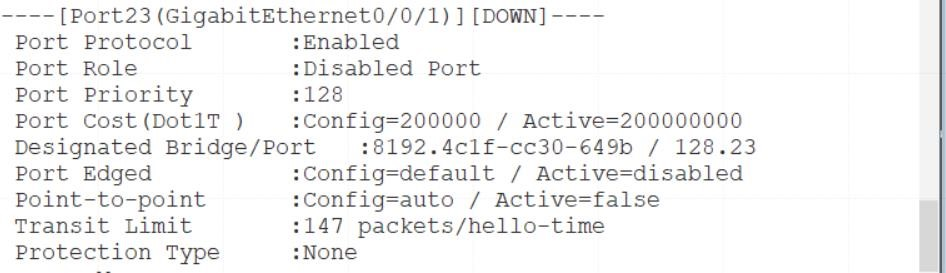 ----[Port23(GigabitEthernet0/0/1)][DOWN]----
Port Protocol :Enabled
Port Role :Disabled Port
Port Priority :128
Port Cost(Dot1T ) :Config=200000 / Active=200000000
Designated Bridge/Port :8192.4c1f-cc30-649b / 128.23
Port Edged :Config=default / Active=disabled
Point-to-point :Config=auto / Active=false
Transit Limit :147 packets/hello-time
Protection Type :None